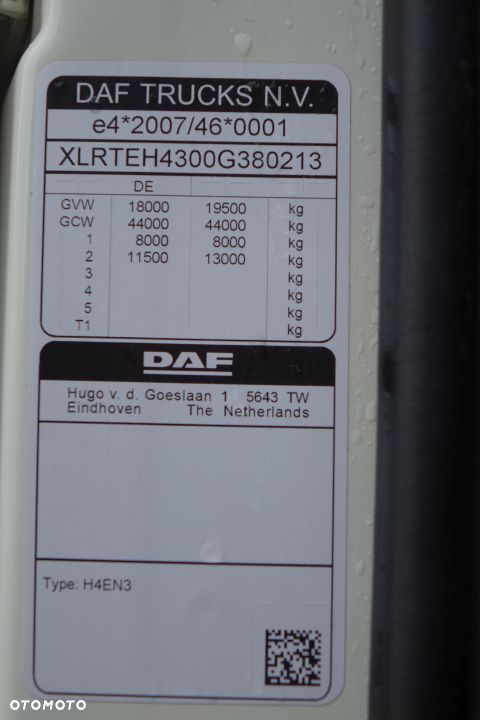 DAF TRUCKS N.V.
e4*2007/46*0001
XLRTEH4300G380213
DE
GVW 18000 19500 kg
GCW 44000 44000 kg
1 8000 8000 kg
2 11500 13000 kg
3 kg
4 kg
5 kg
T1 kg
DAF
Hugo v. d. Goeslaan 1 5643 TW
Eindhoven The Netherlands
Type: H4EN3
OTOMOTO